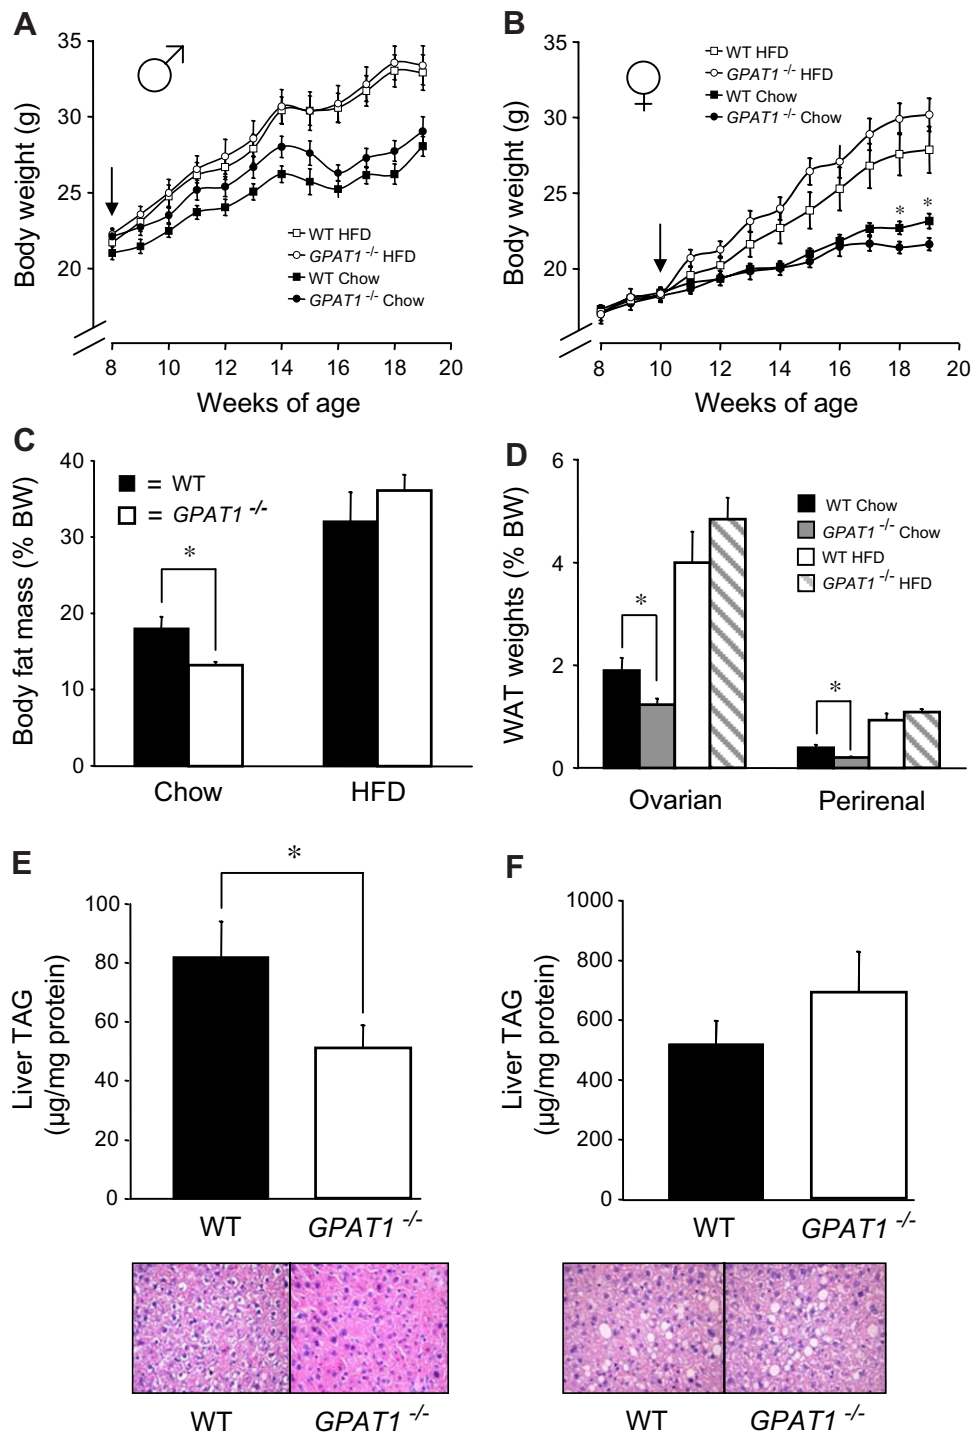 A
35
30
25
20
Body weight (g)
WT HFD
GPAT1 -/- HFD
WT Chow
GPAT1 -/- Chow
8 10 12 14 16 18 20
Weeks of age
B
35
30
25
20
Body weight (g)
WT HFD
GPAT1 -/- HFD
WT Chow
GPAT1 -/- Chow
* *
8 10 12 14 16 18 20
Weeks of age
C
40
30
20
10
0
Body fat mass (% BW)
= WT
= GPAT1 -/-
*
Chow HFD
D
6
4
2
0
WAT weights (% BW)
WT Chow
GPAT1 -/- Chow
WT HFD
GPAT1 -/- HFD
*
*
Ovarian Perirenal
E
100
80
60
40
20
0
Liver TAG
(µg/mg protein)
*
WT GPAT1 -/-
WT GPAT1 -/-
F
1000
800
600
400
200
0
Liver TAG
(µg/mg protein)
WT GPAT1 -/-
WT GPAT1 -/-